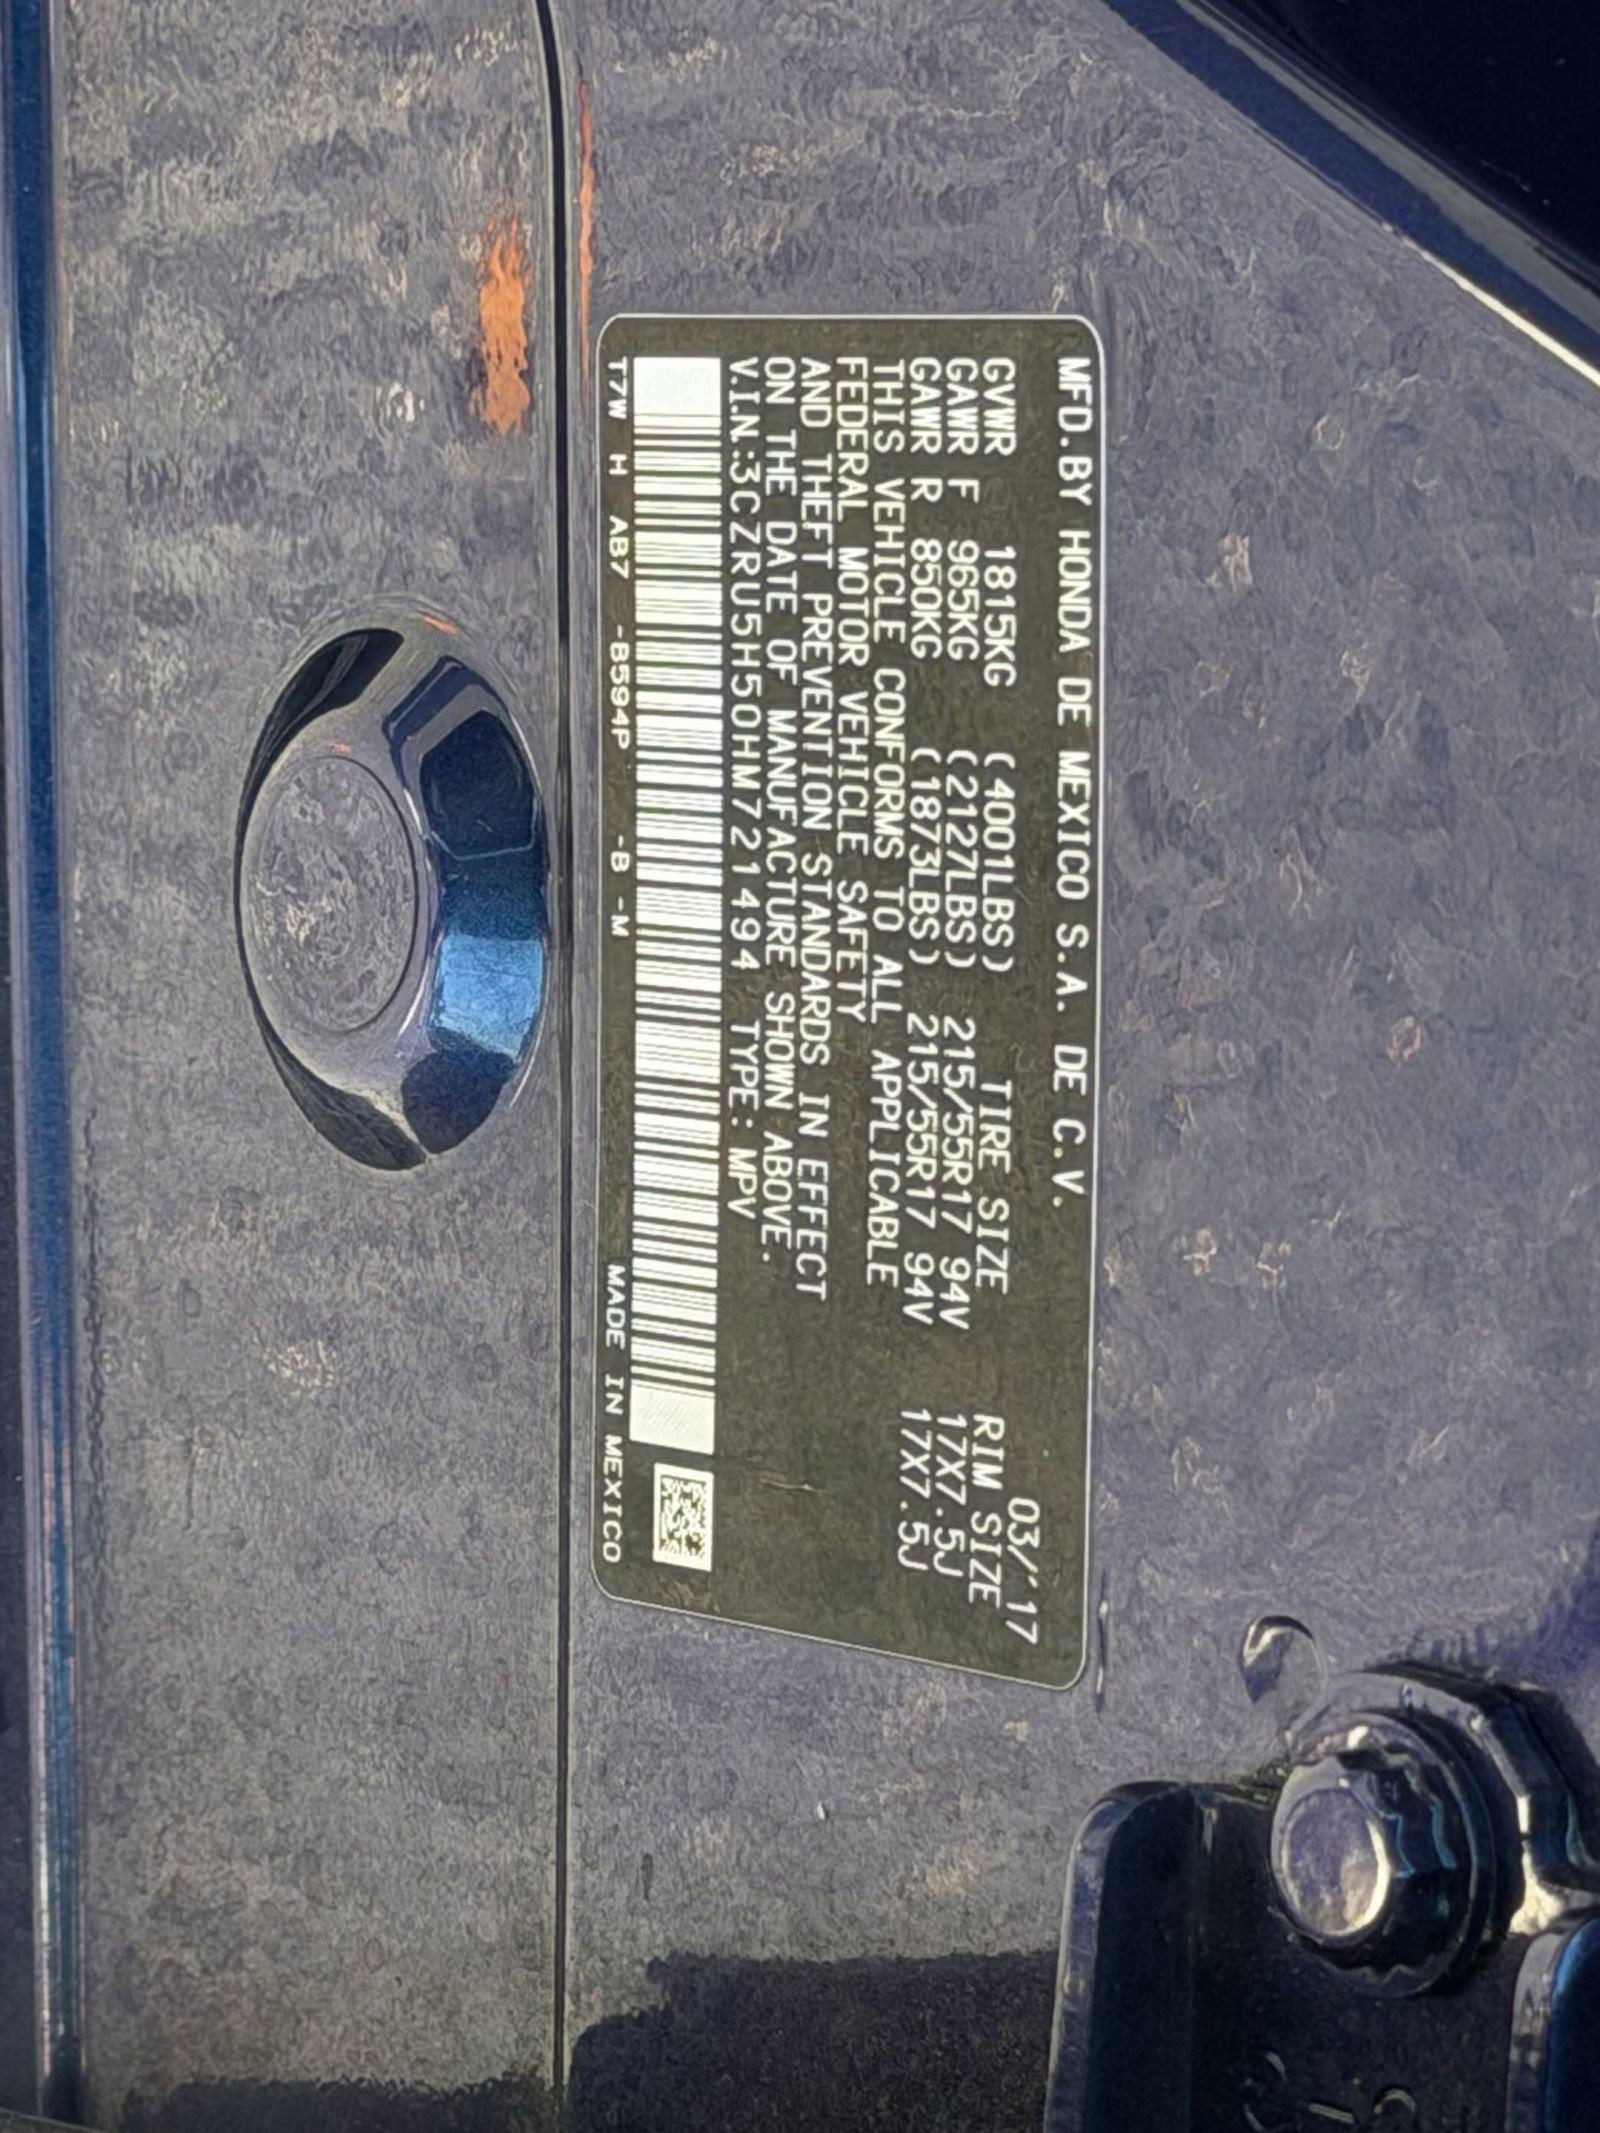 MFD.BY HONDA DE MEXICO S.A. DE C.V.
03/'17
GVWR 1815KG (4001LBS) TIRE SIZE RIM SIZE
GAWR F 965KG (2127LBS) 215/55R17 94V 17X7.5J
GAWR R 850KG (1873LBS) 215/55R17 94V 17X7.5J
THIS VEHICLE CONFORMS TO ALL APPLICABLE
FEDERAL MOTOR VEHICLE SAFETY
AND THEFT PREVENTION STANDARDS IN EFFECT
ON THE DATE OF MANUFACTURE SHOWN ABOVE.
V.I.N:3CZRU5H50HM721494 TYPE: MPV
T7W H AB7 -B594P -B -M MADE IN MEXICO